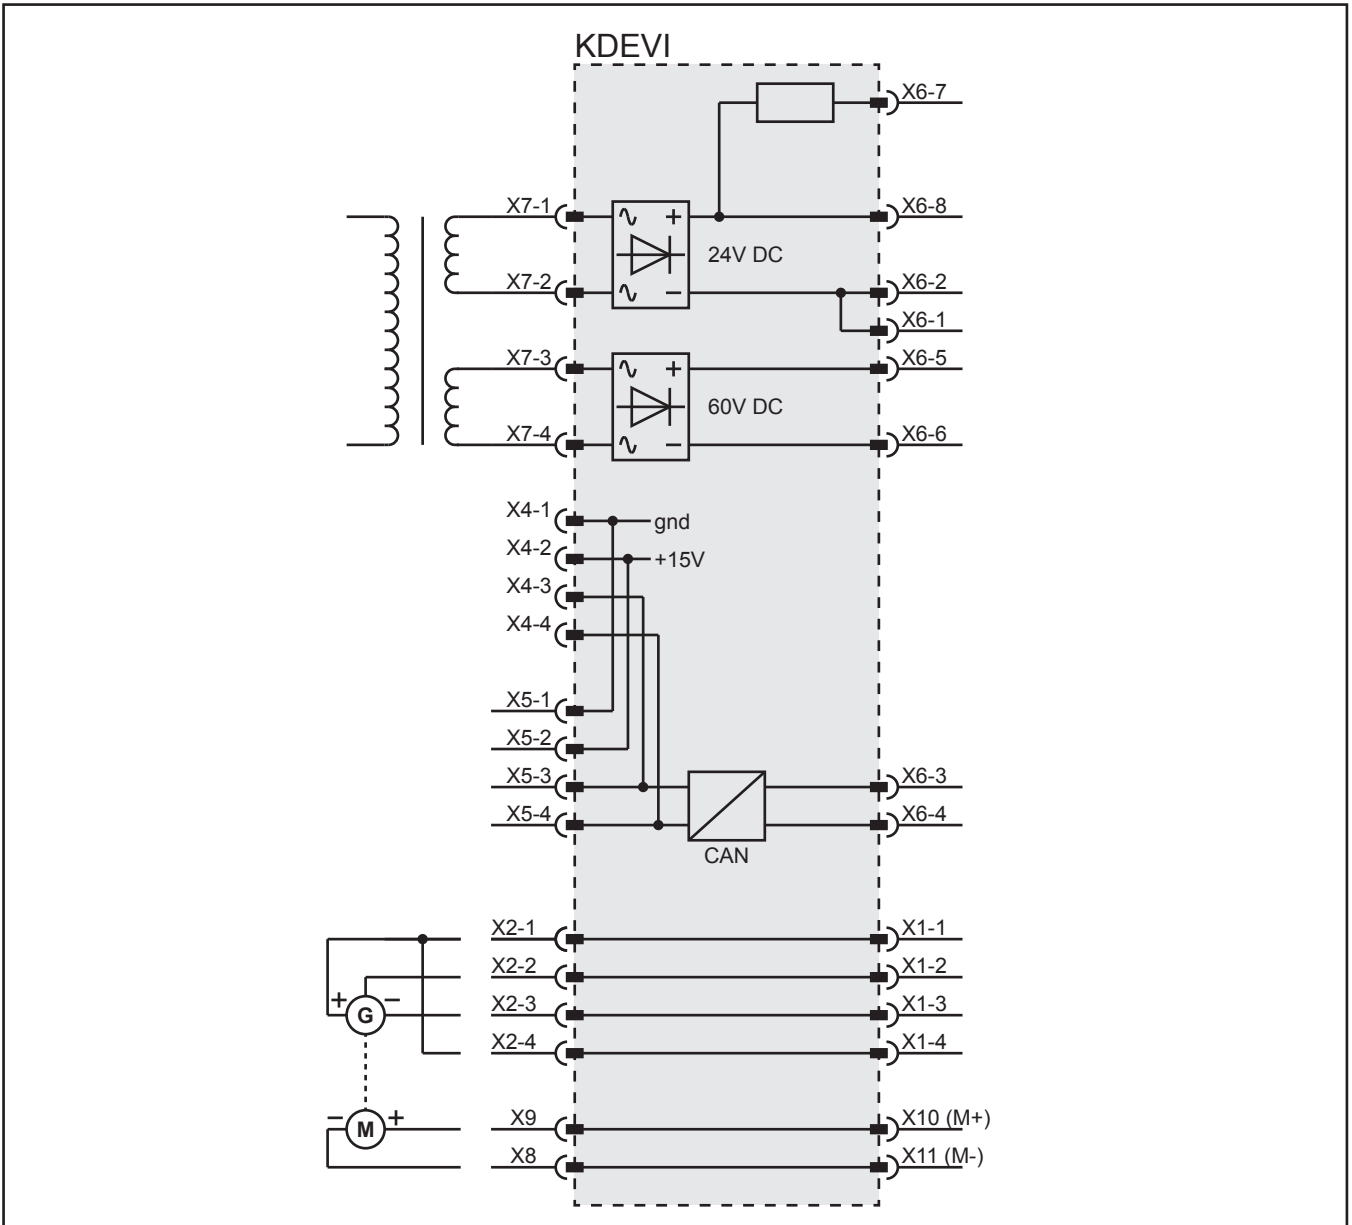 KDEVI
X6-7
X7-1
X6-8
24V DC
X7-2
X6-2
X6-1
X7-3
X6-5
60V DC
X7-4
X6-6
X4-1
gnd
X4-2
+15V
X4-3
X4-4
X5-1
X5-2
X5-3
X6-3
X5-4
X6-4
CAN
X2-1
X1-1
X2-2
X1-2
G
X2-3
X1-3
X2-4
X1-4
M
X9
X10 (M+)
X8
X11 (M-)